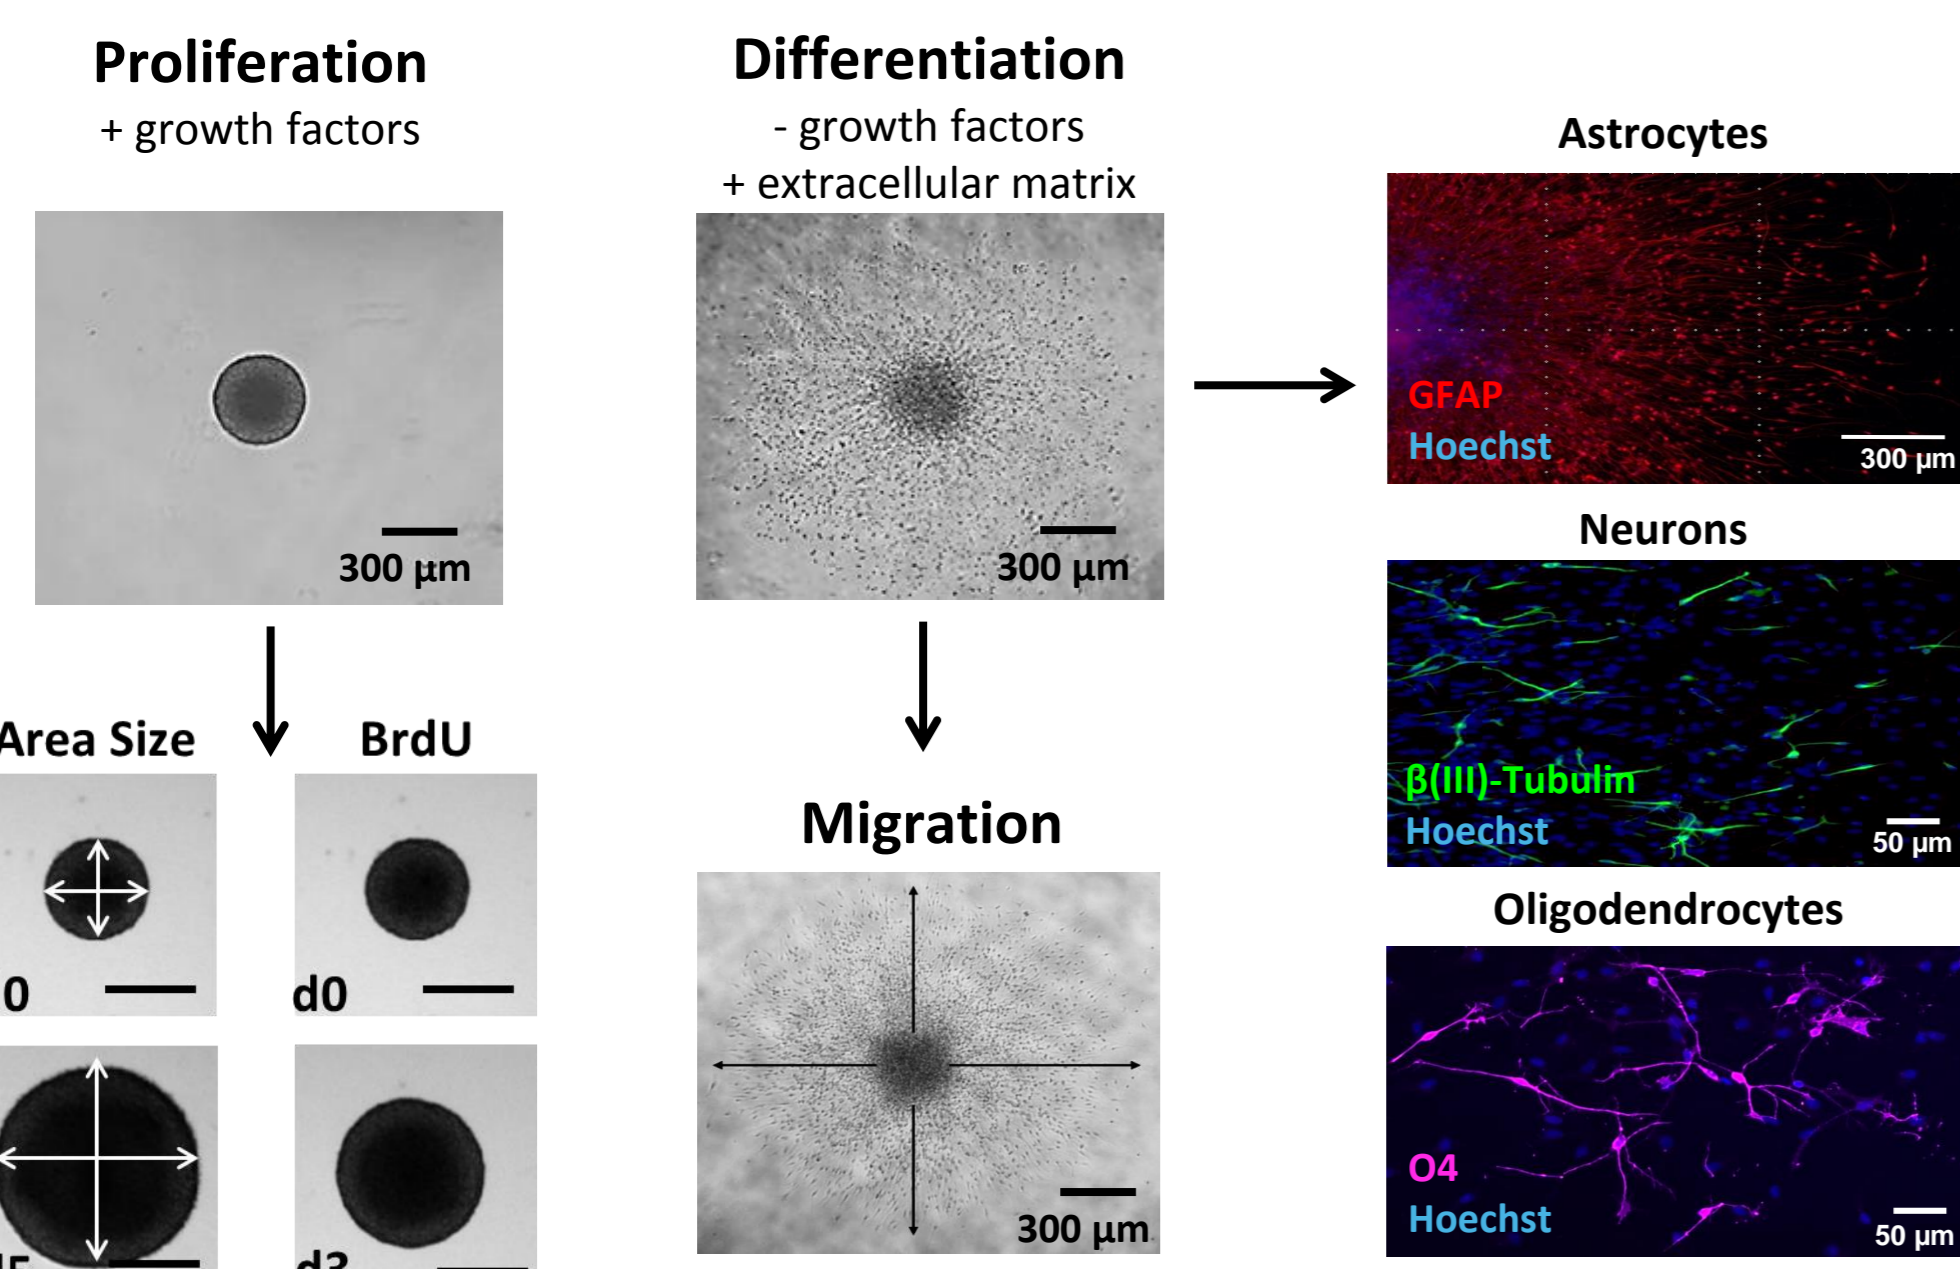 Proliferation
+ growth factors
300 µm
Area Size
BrdU
0
d0
d3
Differentiation
- growth factors
+ extracellular matrix
300 µm
Migration
300 µm
Astrocytes
GFAP
Hoechst
300 µm
Neurons
β(III)-Tubulin
Hoechst
50 µm
Oligodendrocytes
O4
Hoechst
50 µm